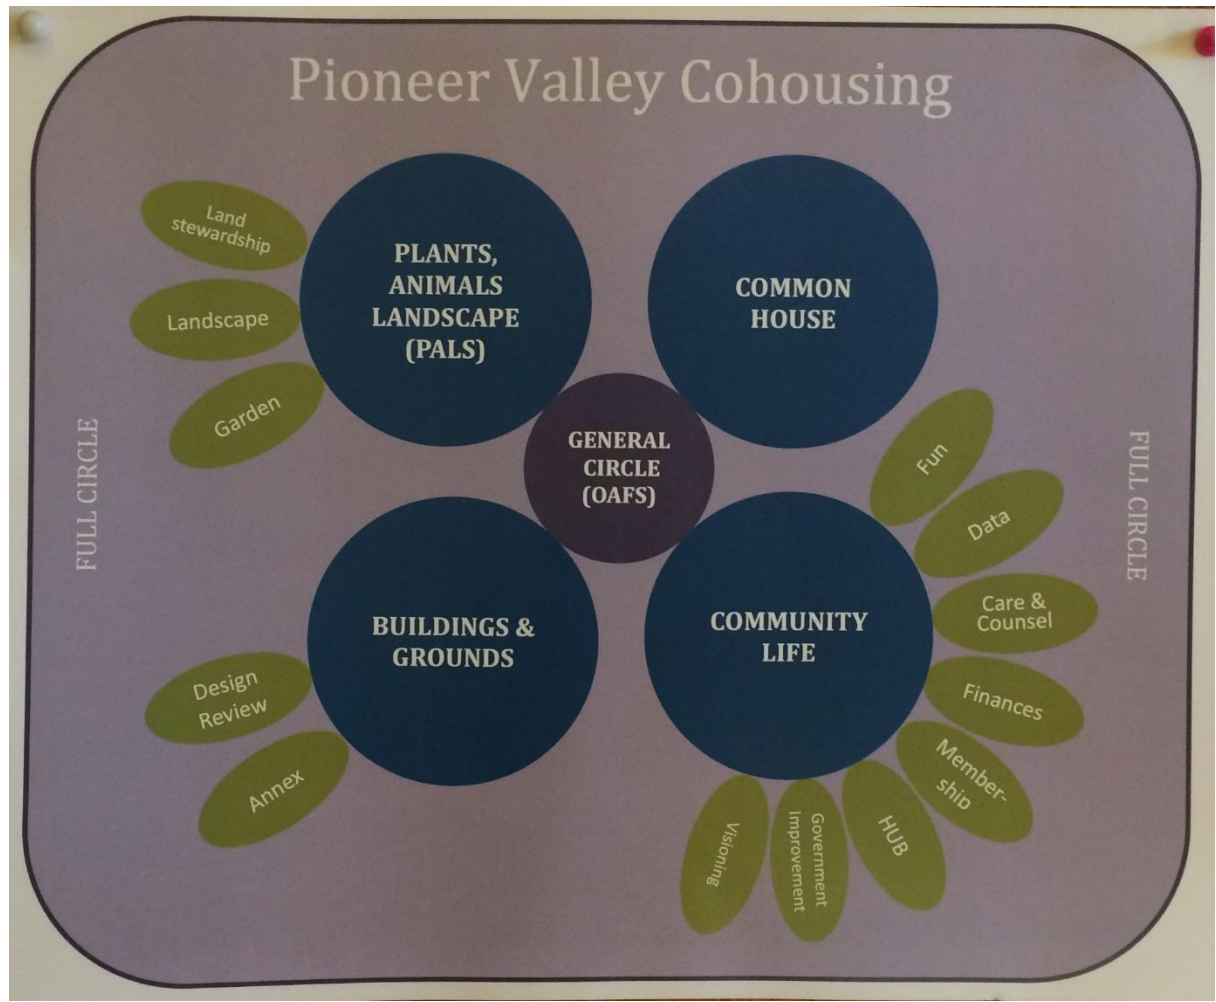 Pioneer Valley Cohousing
Land
stewardship
Landscape
Garden
PLANTS,
ANIMALS
LANDSCAPE
(PALS)
COMMON
HOUSE
GENERAL
CIRCLE
(OAFS)
FULL CIRCLE
FULL CIRCLE
BUILDINGS &
GROUNDS
Design
Review
Annex
COMMUNITY
LIFE
Fun
Data
Care &
Counsel
Finances
Member-
ship
HUB
Government
Improvement
Visioning